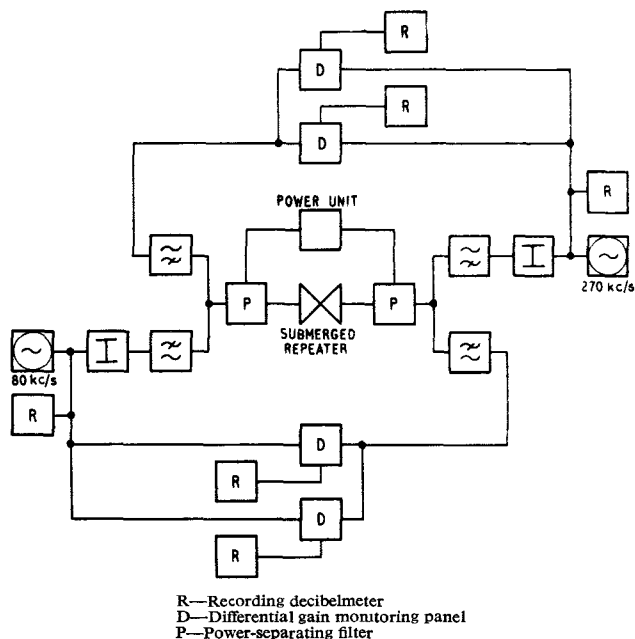 R
D
R
D
R
POWER UNIT
P
P
SUBMERGED
REPEATER
270 kc/s
80 kc/s
R
D
R
D
R
R—Recording decibelmeter
D—Differential gain monitoring panel
P—Power-separating filter